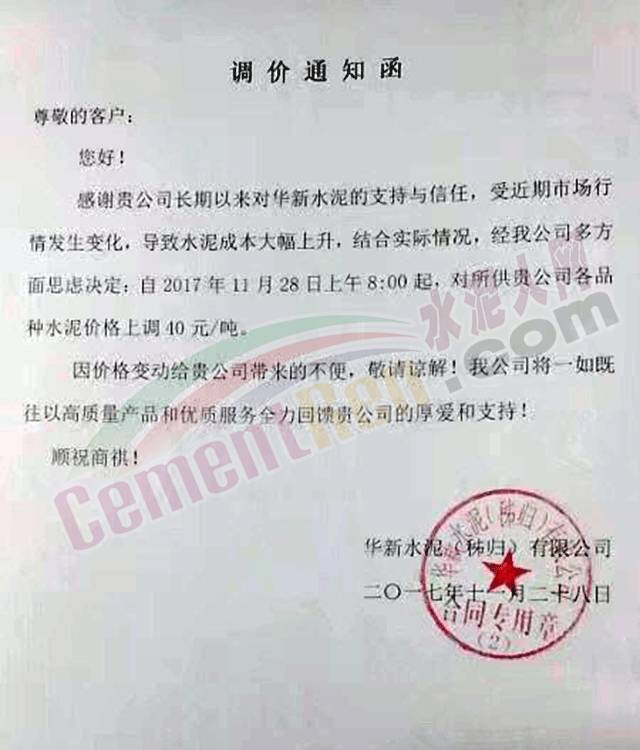 调价通知函
尊敬的客户：
您好！
感谢贵公司长期以来对华新水泥的支持与信任，受近期市场行
情发生变化，导致水泥成本大幅上升，结合实际情况，经我公司多方
面思虑决定：自 2017 年 11 月 28 日上午 8:00 起，对所供贵公司各品
种水泥价格上调 40 元/吨。
因价格变动给贵公司带来的不便，敬请谅解！我公司将一如既
往以高质量产品和优质服务全力回馈贵公司的厚爱和支持！
顺祝商祺！
华新水泥（秭归）有限公司
二〇一七年十一月二十八日
华新水泥(秭归)有限公司
合同专用章
(2)
水泥人网
CementRen.com